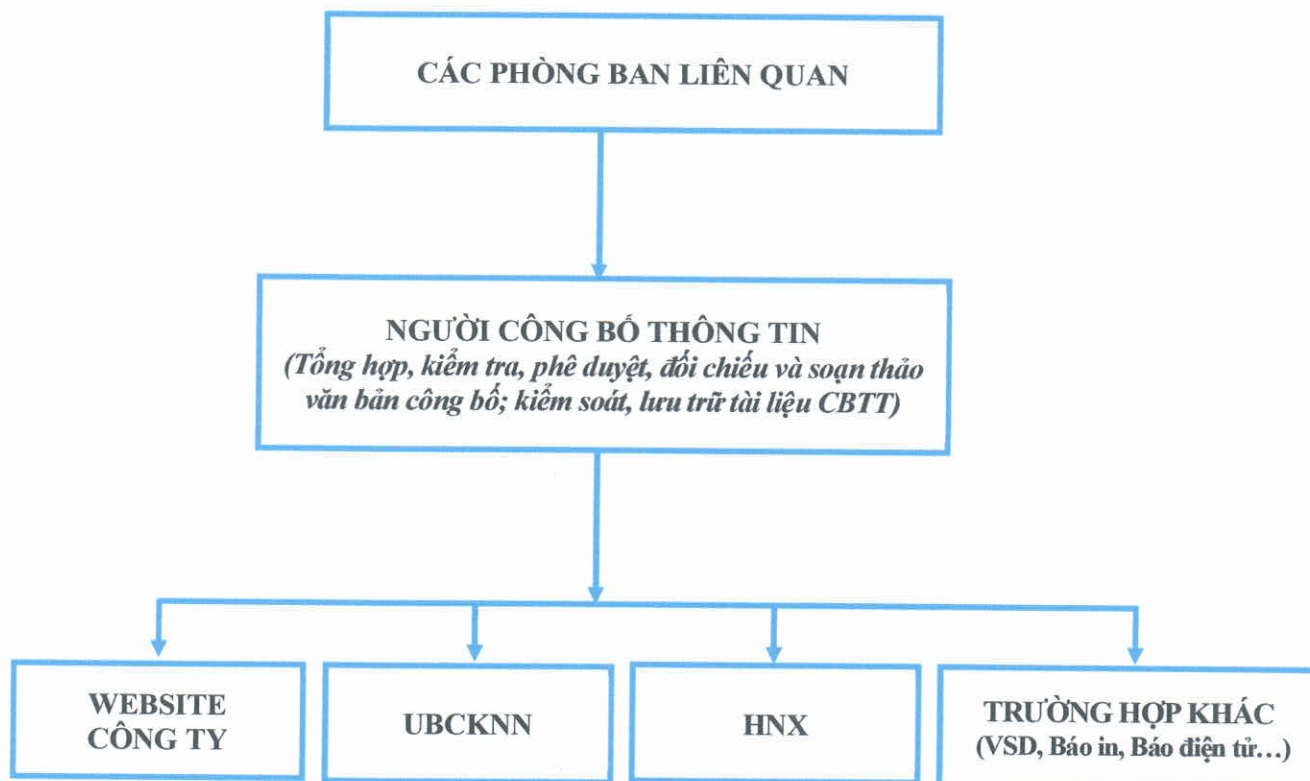 CÁC PHÒNG BAN LIÊN QUAN
NGƯỜI CÔNG BỐ THÔNG TIN
(Tổng hợp, kiểm tra, phê duyệt, đối chiếu và soạn thảo
văn bản công bố; kiểm soát, lưu trữ tài liệu CBTT)
WEBSITE
CÔNG TY
UBCKNN
HNX
TRƯỜNG HỢP KHÁC
(VSD, Báo in, Báo điện tử...)